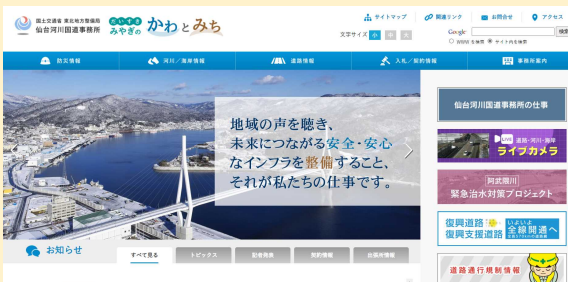 国土交通省 東北地方整備局
仙台河川国道事務所
だいすき みやぎの かわとみち
サイトマップ
関連リンク
お問合せ
アクセス
文字サイズ 小 中 大
Google
検索
WWW を検索 サイト内を検索
防災情報
河川/海岸情報
道路情報
入札/契約情報
事務所案内
地域の声を聴き、
未来につながる安全・安心
なインフラを整備すること、
それが私たちの仕事です。
仙台河川国道事務所の仕事
LIVE 道路・河川・海岸
ライブカメラ
阿武隈川
緊急治水対策プロジェクト
復興道路
復興支援道路
いよいよ
全線開通へ
お知らせ
すべて見る
トピックス
記者発表
契約情報
出張所情報
道路通行規制情報